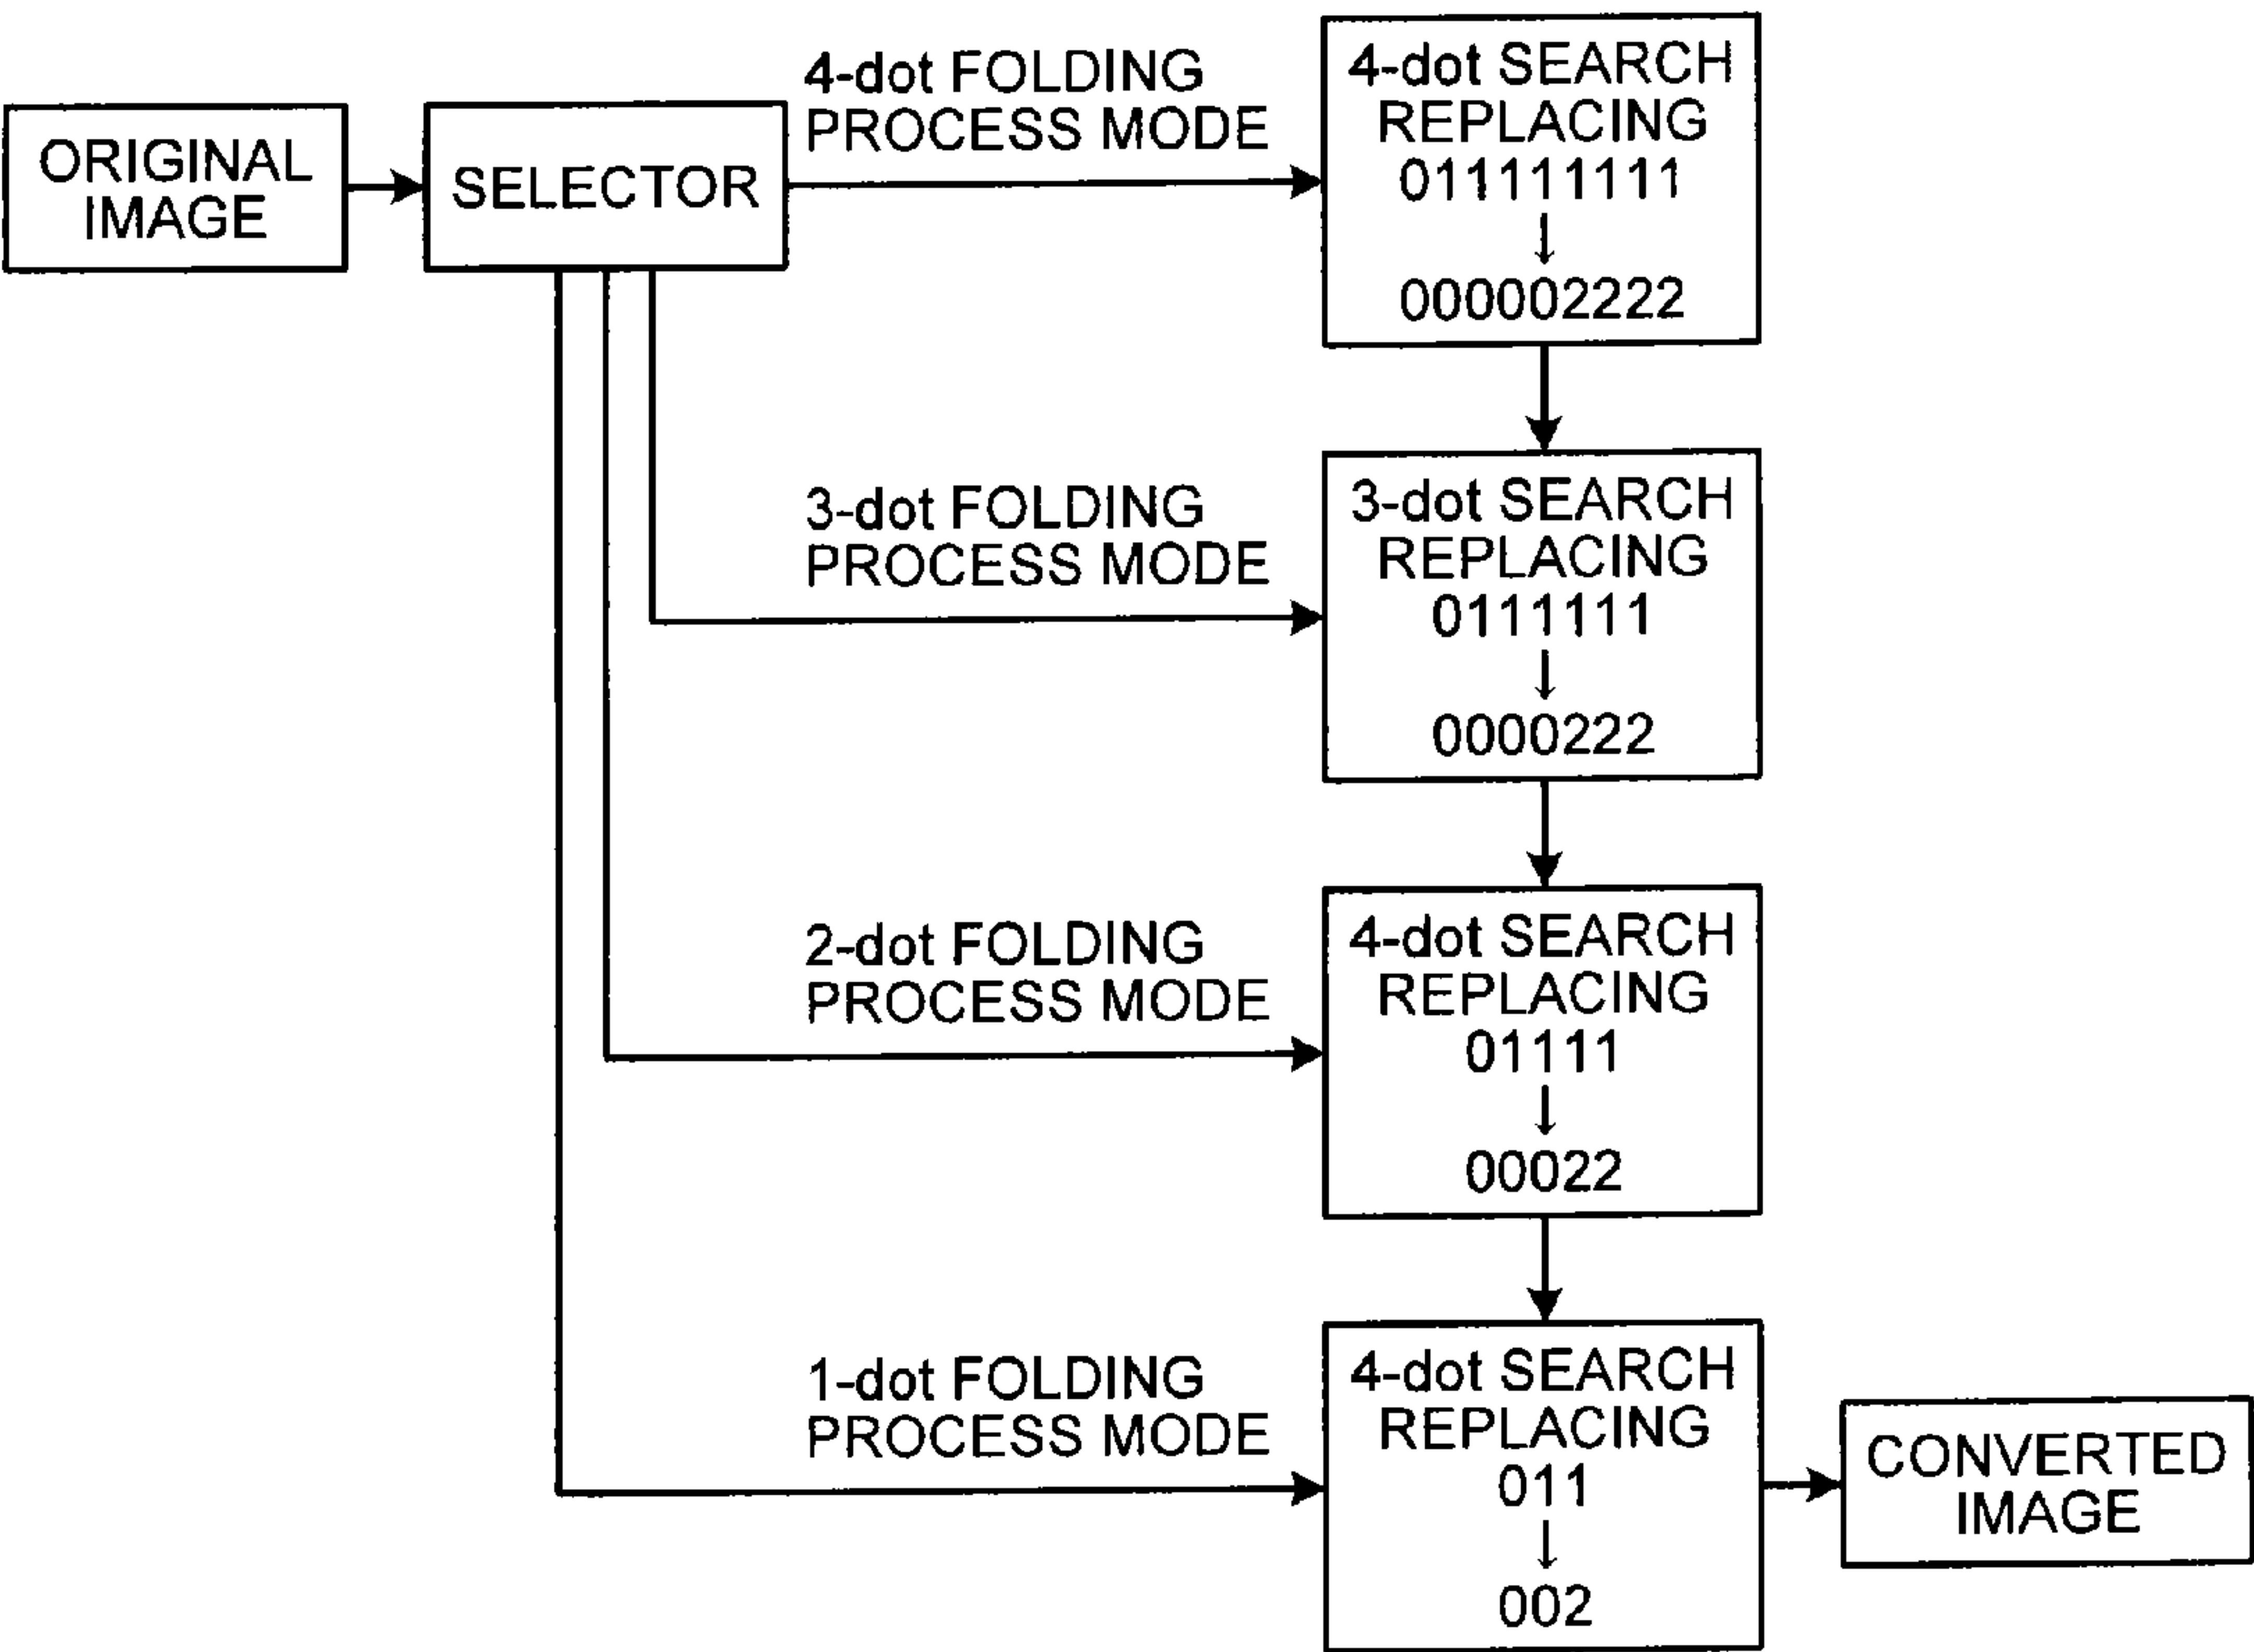 ORIGINAL
IMAGE
SELECTOR
4-dot FOLDING
PROCESS MODE
4-dot SEARCH
REPLACING
011111111
↓
000002222
3-dot FOLDING
PROCESS MODE
3-dot SEARCH
REPLACING
0111111
↓
0000222
2-dot FOLDING
PROCESS MODE
4-dot SEARCH
REPLACING
01111
↓
00022
1-dot FOLDING
PROCESS MODE
4-dot SEARCH
REPLACING
011
↓
002
CONVERTED
IMAGE